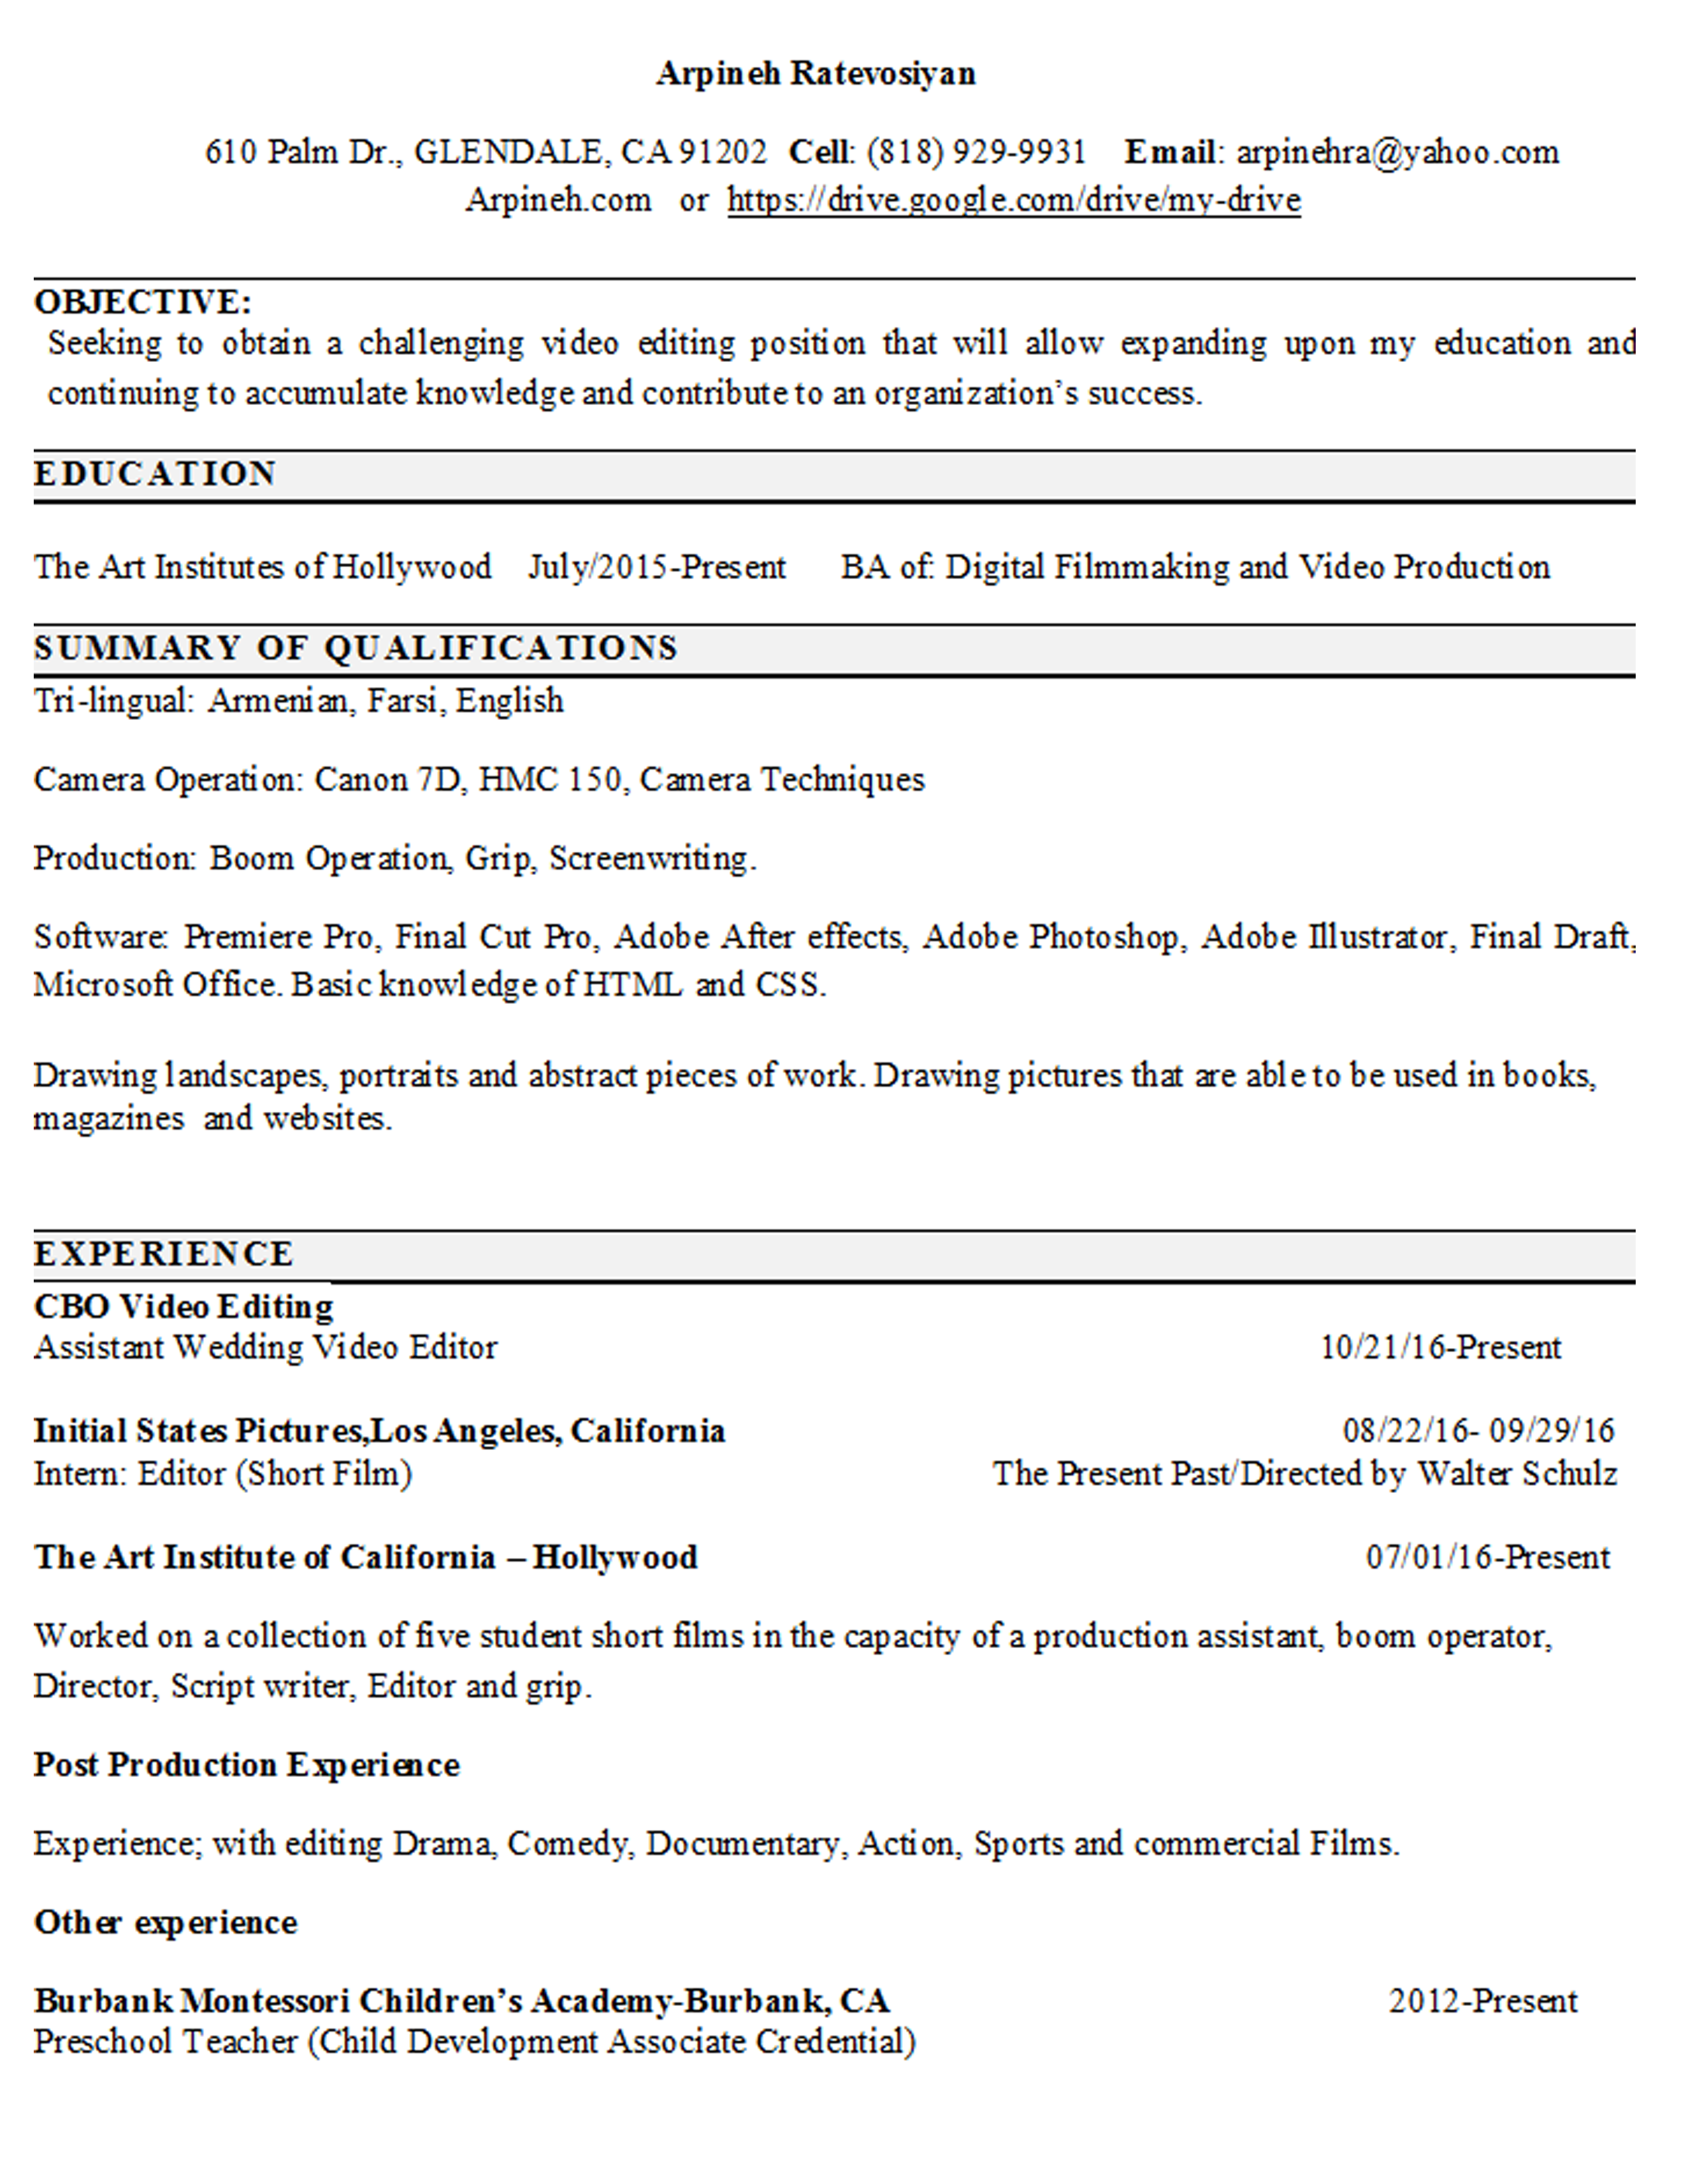 Arpineh Ratevosiyan
610 Palm Dr., GLENDALE, CA 91202 Cell: (818) 929-9931 Email: arpinehra@yahoo.com
Arpineh.com or https://drive.google.com/drive/my-drive
OBJECTIVE:
Seeking to obtain a challenging video editing position that will allow expanding upon my education and
continuing to accumulate knowledge and contribute to an organization’s success.
EDUCATION
The Art Institutes of Hollywood July/2015-Present BA of: Digital Filmmaking and Video Production
SUMMARY OF QUALIFICATIONS
Tri-lingual: Armenian, Farsi, English
Camera Operation: Canon 7D, HMC 150, Camera Techniques
Production: Boom Operation, Grip, Screenwriting.
Software: Premiere Pro, Final Cut Pro, Adobe After effects, Adobe Photoshop, Adobe Illustrator, Final Draft,
Microsoft Office. Basic knowledge of HTML and CSS.
Drawing landscapes, portraits and abstract pieces of work. Drawing pictures that are able to be used in books,
magazines and websites.
EXPERIENCE
CBO Video Editing
Assistant Wedding Video Editor 10/21/16-Present
Initial States Pictures,Los Angeles, California 08/22/16- 09/29/16
Intern: Editor (Short Film) The Present Past/Directed by Walter Schulz
The Art Institute of California – Hollywood 07/01/16-Present
Worked on a collection of five student short films in the capacity of a production assistant, boom operator,
Director, Script writer, Editor and grip.
Post Production Experience
Experience; with editing Drama, Comedy, Documentary, Action, Sports and commercial Films.
Other experience
Burbank Montessori Children’s Academy-Burbank, CA 2012-Present
Preschool Teacher (Child Development Associate Credential)